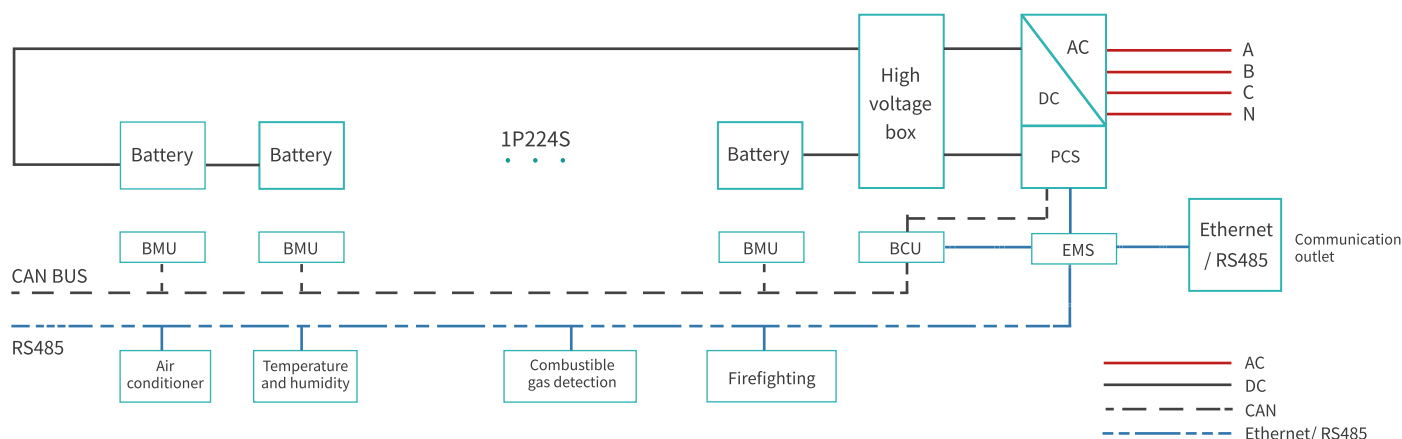 High
voltage
box
AC
DC
PCS
A
B
C
N
Battery
Battery
1P224S
Battery
BMU
BMU
BMU
BCU
EMS
Ethernet
/ RS485
Communication
outlet
CAN BUS
RS485
Air
conditioner
Temperature
and humidity
Combustible
gas detection
Firefighting
AC
DC
CAN
Ethernet/ RS485